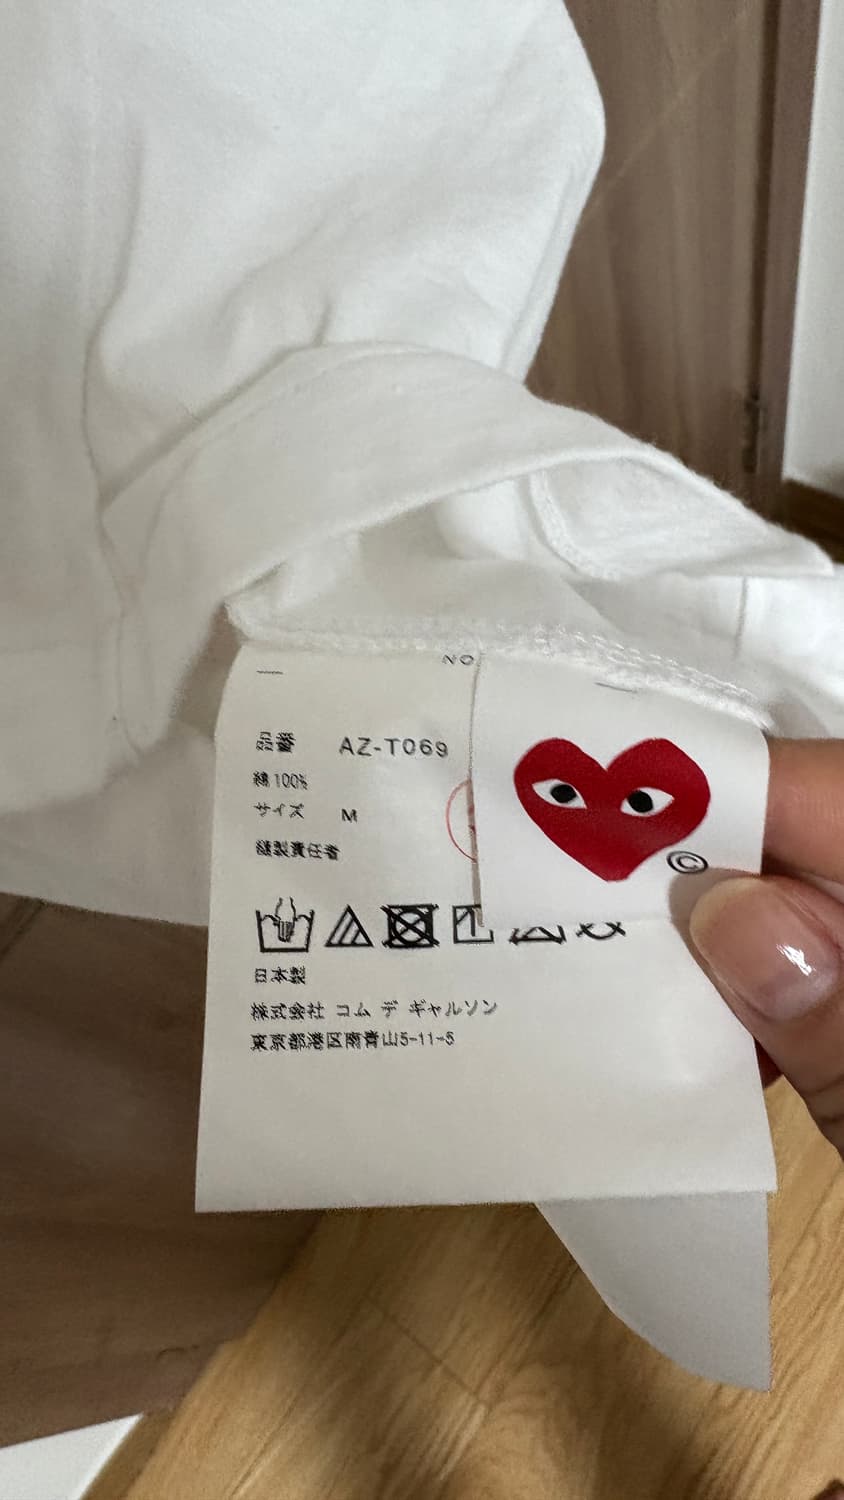 NO
品番 AZ-T069
綿100%
サイズ M
縫製責任者
©
日本製
株式会社 コム デ ギャルソン
東京都港区南青山5-11-5